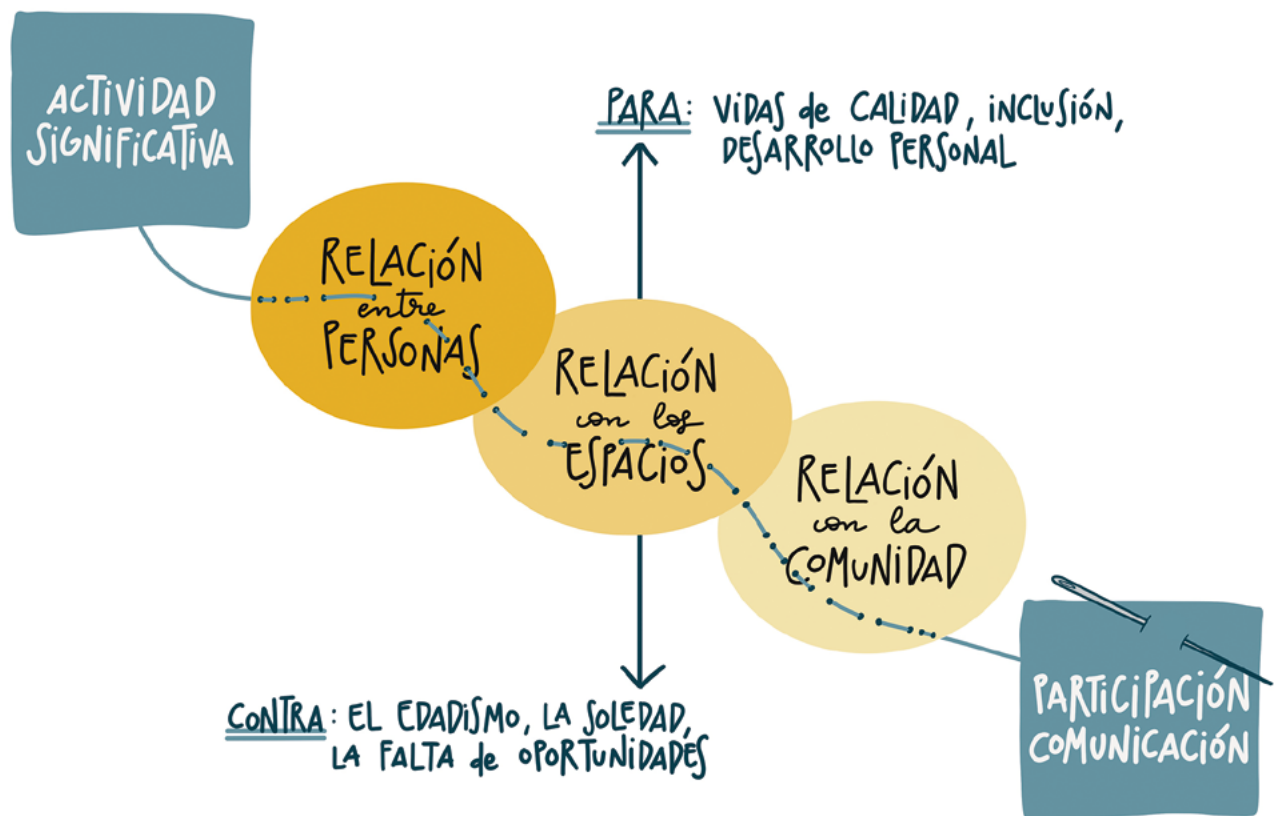 ACTIVIDAD
SIGNIFICATIVA
PARA: VIDAS de CALIDAD, INCLUSIÓN,
DESARROLLO PERSONAL
RELACIÓN
entre
PERSONAS
RELACIÓN
con los
ESPACIOS
RELACIÓN
con la
COMUNIDAD
CONTRA: EL EDADISMO, LA SOLEDAD,
LA FALTA de OPORTUNIDADES
PARTICIPACIÓN
COMUNICACIÓN